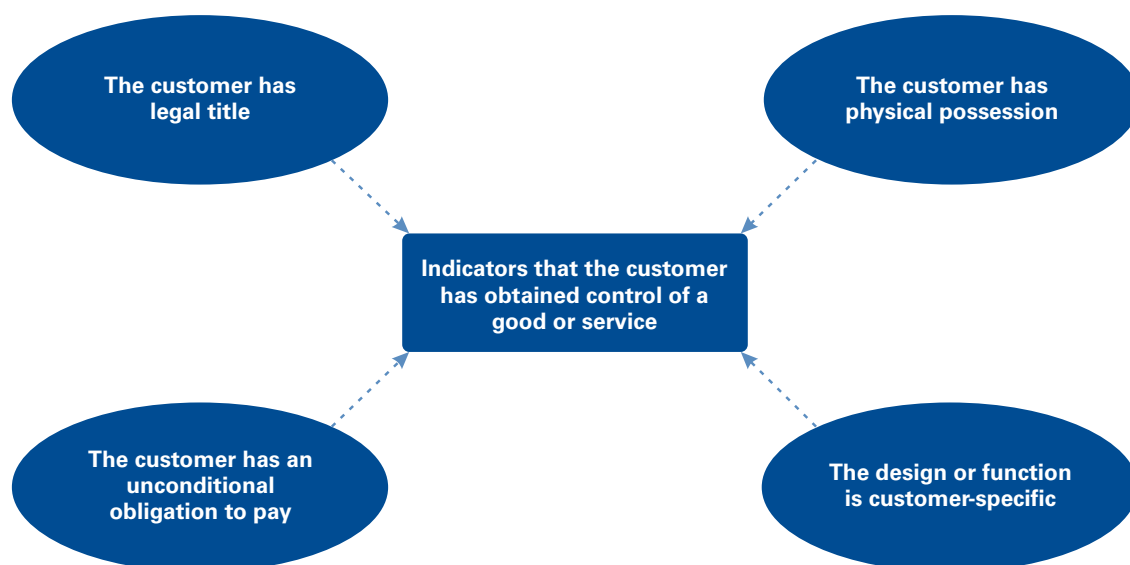 The customer has
legal title
The customer has
physical possession
Indicators that the customer
has obtained control of a
good or service
The customer has an
unconditional
obligation to pay
The design or function
is customer-specific